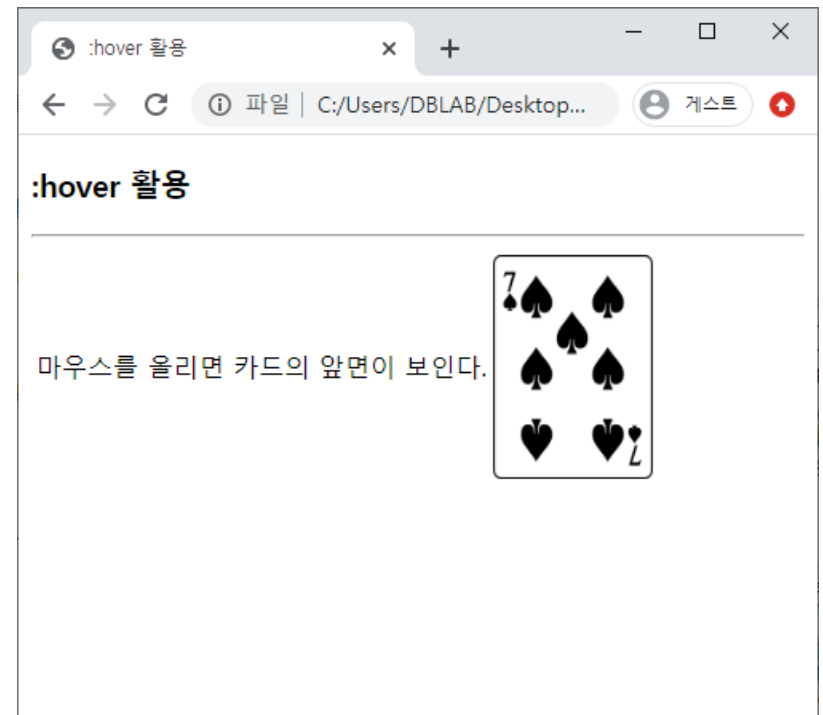 :hover 활용
파일 C:/Users/DBLAB/Desktop...
게스트
:hover 활용
마우스를 올리면 카드의 앞면이 보인다.
7
7